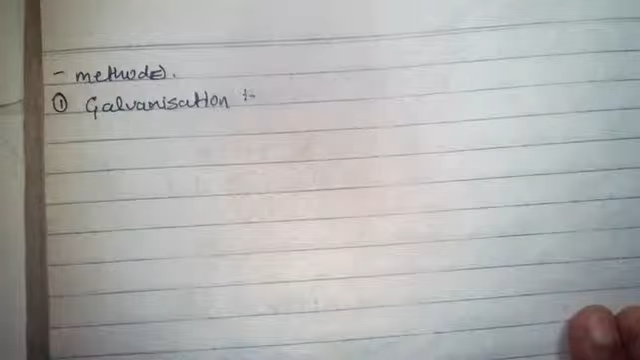 - methods.
① Galvanisation :-